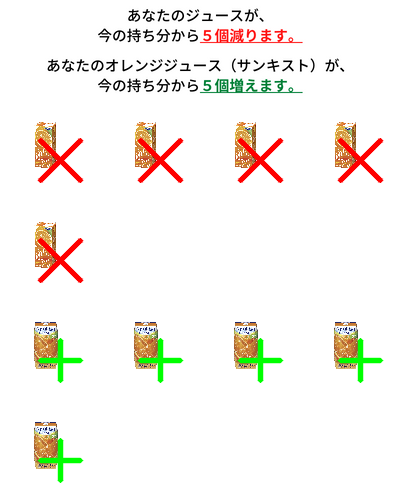 あなたのジュースが、
今の持ち分から５個減ります。
あなたのオレンジジュース（サンキスト）が、
今の持ち分から５個増えます。